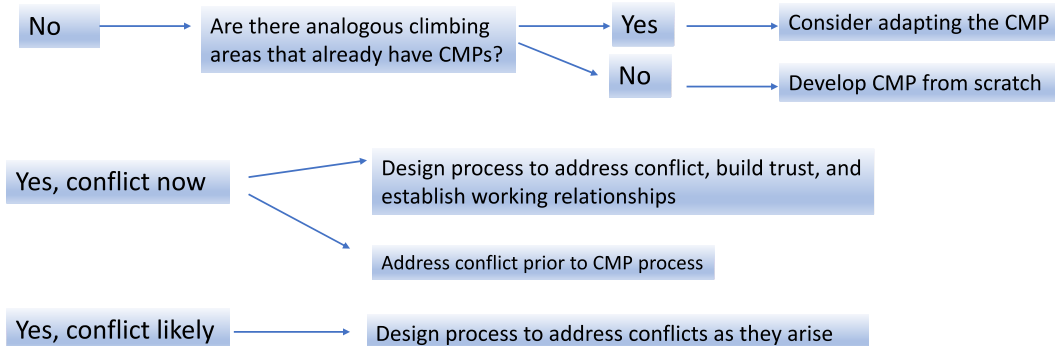 No
Are there analogous climbing
areas that already have CMPs?
Yes
Consider adapting the CMP
No
Develop CMP from scratch
Yes, conflict now
Design process to address conflict, build trust, and
establish working relationships
Address conflict prior to CMP process
Yes, conflict likely
Design process to address conflicts as they arise